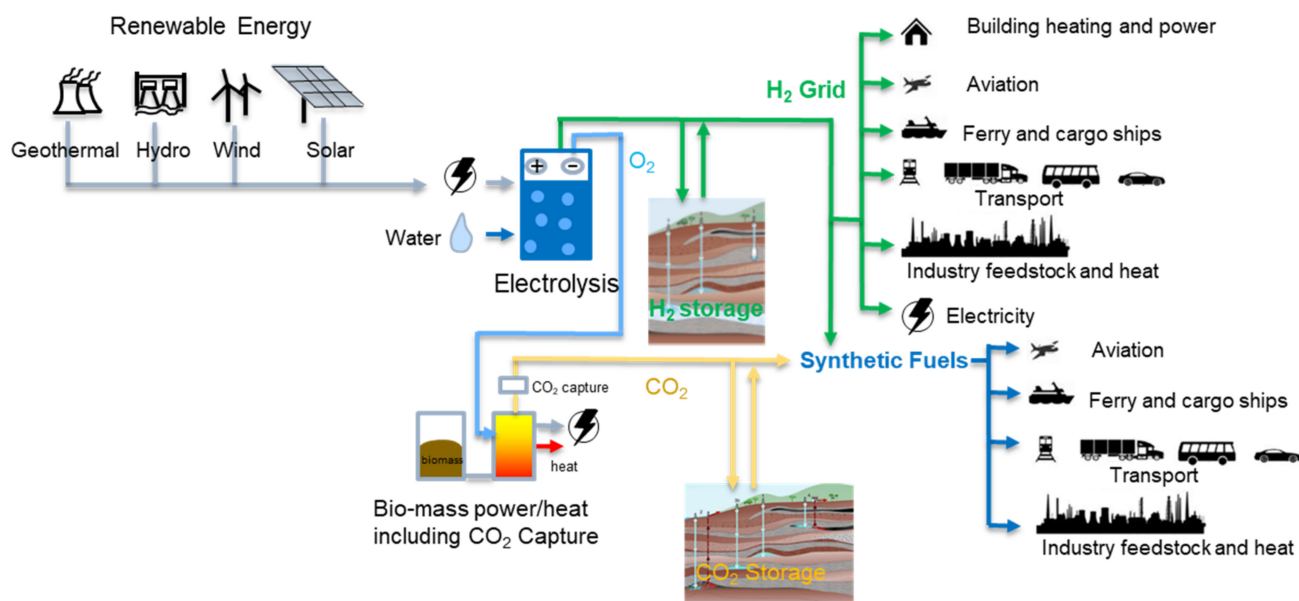 Renewable Energy
Geothermal
Hydro
Wind
Solar
Water
+
−
Electrolysis
O₂
H₂ Grid
H₂ storage
Building heating and power
Aviation
Ferry and cargo ships
Transport
Industry feedstock and heat
Electricity
CO₂ capture
CO₂
biomass
heat
Bio-mass power/heat
including CO₂ Capture
CO₂ Storage
Synthetic Fuels
Aviation
Ferry and cargo ships
Transport
Industry feedstock and heat